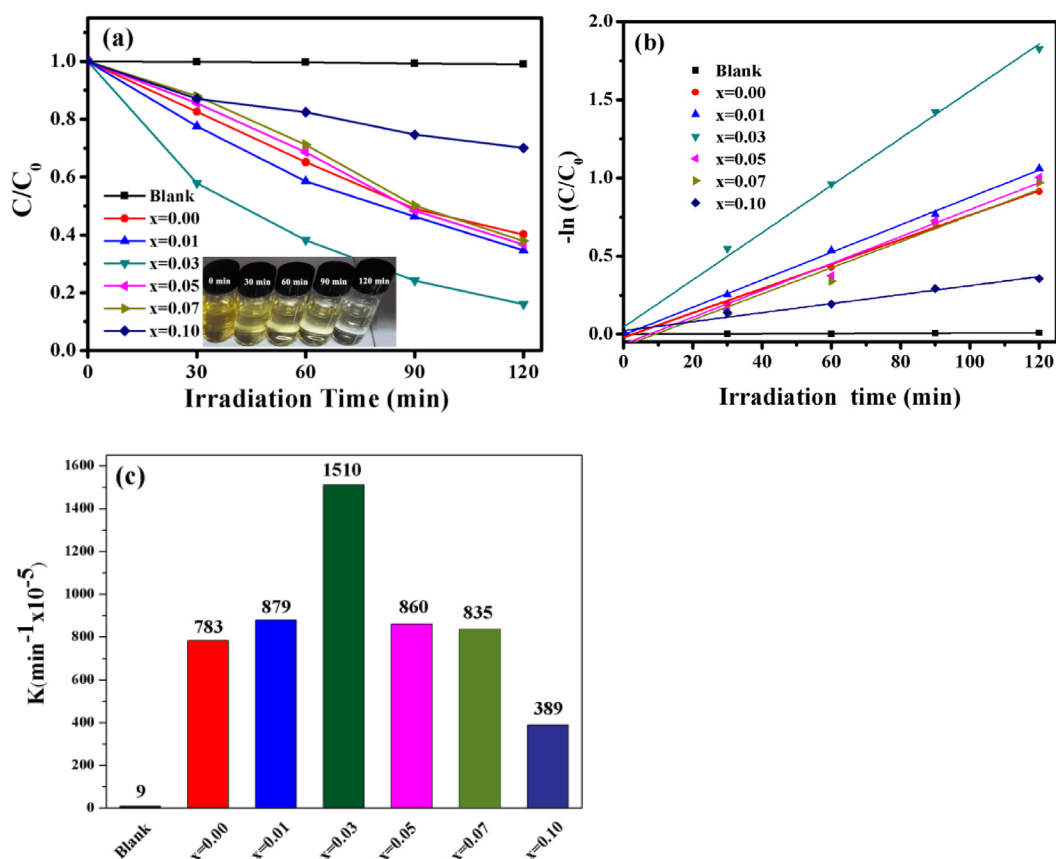 (a)
C/C0
1.0
0.8
0.6
0.4
0.2
0.0
Blank
x=0.00
x=0.01
x=0.03
x=0.05
x=0.07
x=0.10
0 min 30 min 60 min 90 min 120 min
0 30 60 90 120
Irradiation Time (min)
(b)
-ln (C/C0)
2.0
1.5
1.0
0.5
0.0
Blank
x=0.00
x=0.01
x=0.03
x=0.05
x=0.07
x=0.10
0 20 40 60 80 100 120
Irradiation time (min)
(c)
K(min-1x10-5)
1600
1400
1200
1000
800
600
400
200
0
9
783
879
1510
860
835
389
Blank x=0.00 x=0.01 x=0.03 x=0.05 x=0.07 x=0.10